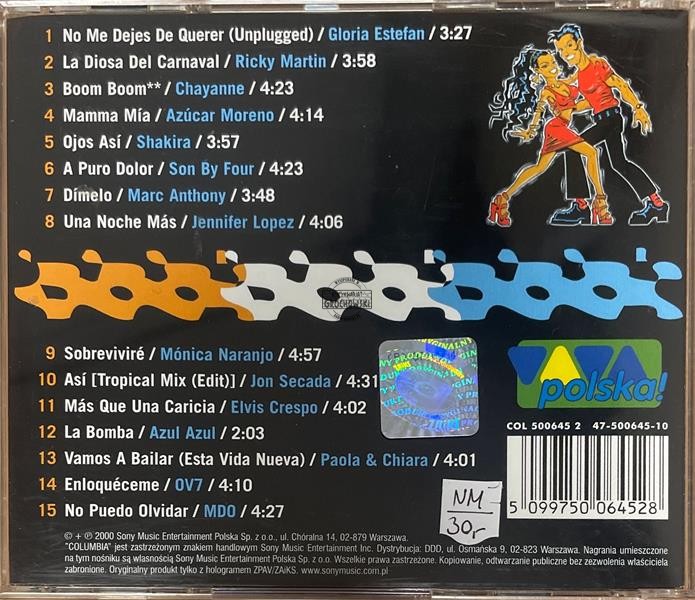 1 No Me Dejes De Querer (Unplugged) / Gloria Estefan / 3:27
2 La Diosa Del Carnaval / Ricky Martin / 3:58
3 Boom Boom** / Chayanne / 4:23
4 Mamma Mía / Azúcar Moreno / 4:14
5 Ojos Así / Shakira / 3:57
6 A Puro Dolor / Son By Four / 4:23
7 Dímelo / Marc Anthony / 3:48
8 Una Noche Más / Jennifer Lopez / 4:06
GROCHOWSKI
9 Sobreviviré / Mónica Naranjo / 4:57
10 Así [Tropical Mix (Edit)] / Jon Secada / 4:31
11 Más Que Una Caricia / Elvis Crespo / 4:02
12 La Bomba / Azul Azul / 2:03
13 Vamos A Bailar (Esta Vida Nueva) / Paola & Chiara / 4:01
14 Enloquéceme / OV7 / 4:10
15 No Puedo Olvidar / MDO / 4:27
VIVA
polska!
COL 500645 2 47-500645-10
5 099750 064528
NM-
30,-
© + ℗ 2000 Sony Music Entertainment Polska Sp. z o.o., ul. Chóralna 14, 02-879 Warszawa.
"COLUMBIA" jest zastrzeżonym znakiem handlowym Sony Music Entertainment Inc. Dystrybucja: DDD, ul. Osmańska 9, 02-823 Warszawa. Nagrania umieszczone
na tym nośniku są własnością Sony Music Entertainment Polska Sp. z o.o. Wszelkie prawa zastrzeżone. Kopiowanie, odtwarzanie publiczne bez zezwolenia właściciela
zabronione. Oryginalny produkt tylko z hologramem ZPAV/ZAiKS. www.sonymusic.com.pl